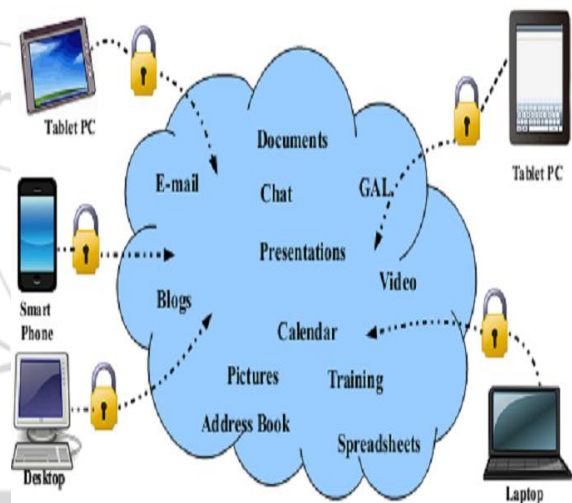 Tablet PC
Documents
E-mail
Chat
GAL.
Tablet PC
Presentations
Video
Blogs
Smart
Phone
Calendar
Pictures
Training
Address Book
Spreadsheets
Desktop
Laptop